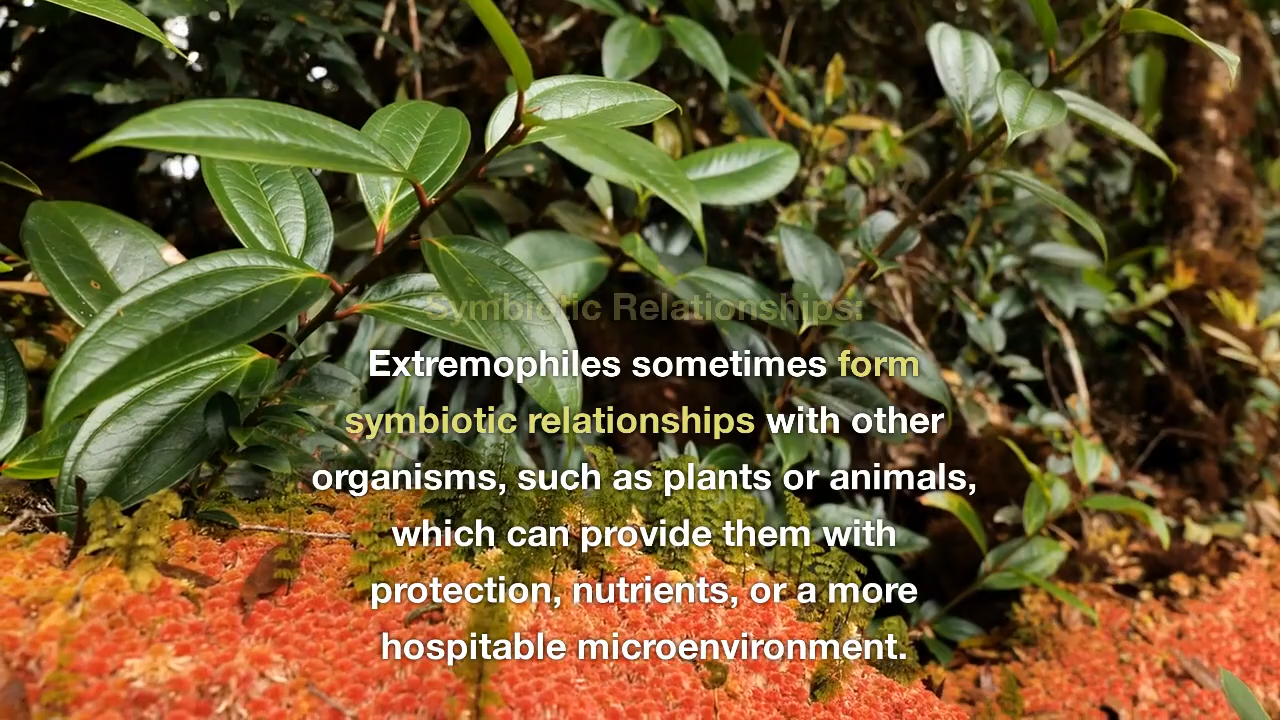 Symbiotic Relationships:
Extremophiles sometimes form
symbiotic relationships with other
organisms, such as plants or animals,
which can provide them with
protection, nutrients, or a more
hospitable microenvironment.